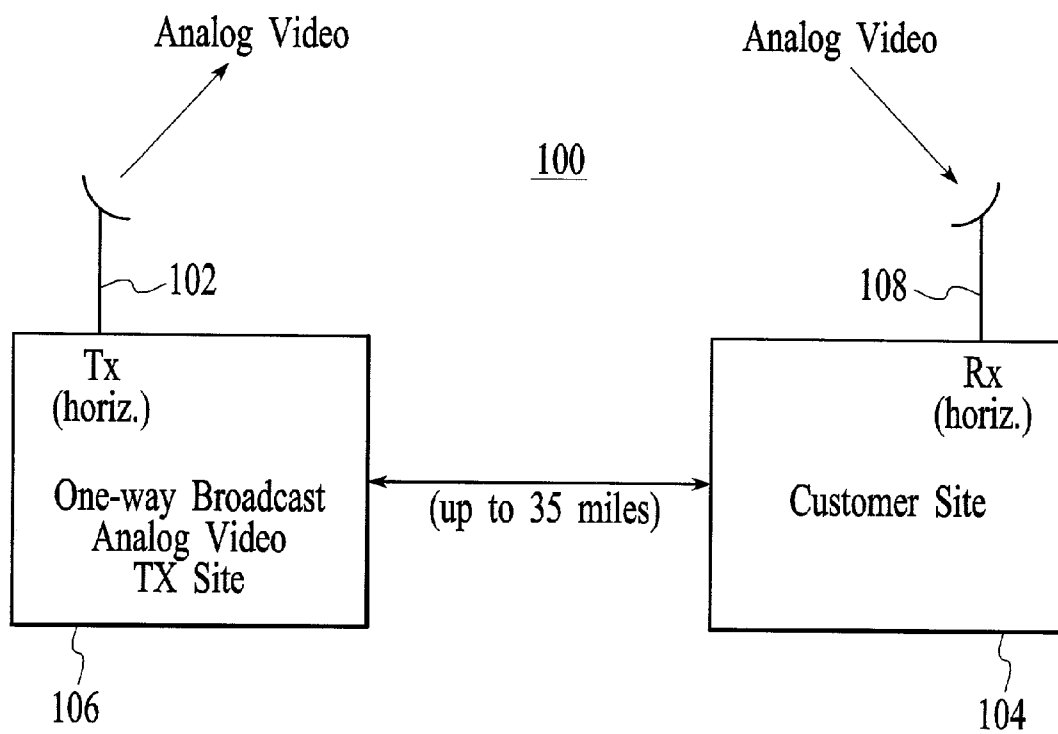 Analog Video
Analog Video
100
102
108
Tx
(horiz.)
Rx
(horiz.)
One-way Broadcast
Analog Video
TX Site
(up to 35 miles)
Customer Site
106
104